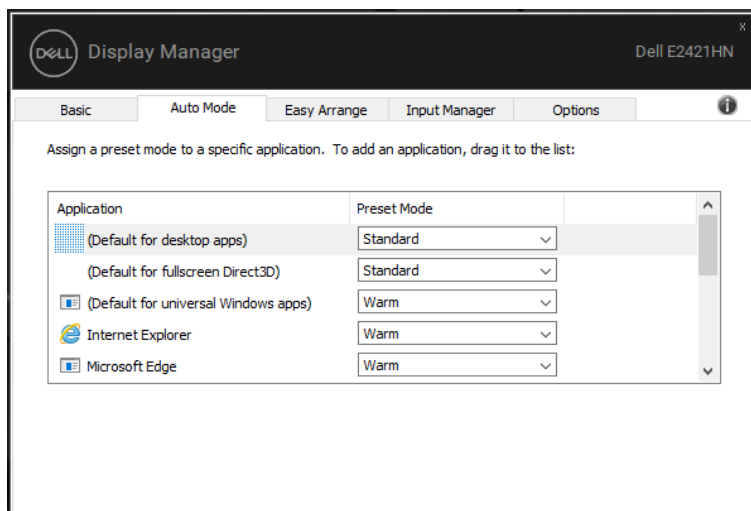 x
DELL Display Manager Dell E2421HN
Basic Auto Mode Easy Arrange Input Manager Options i
Assign a preset mode to a specific application. To add an application, drag it to the list:
Application Preset Mode
(Default for desktop apps) Standard
(Default for fullscreen Direct3D) Standard
(Default for universal Windows apps) Warm
Internet Explorer Warm
Microsoft Edge Warm